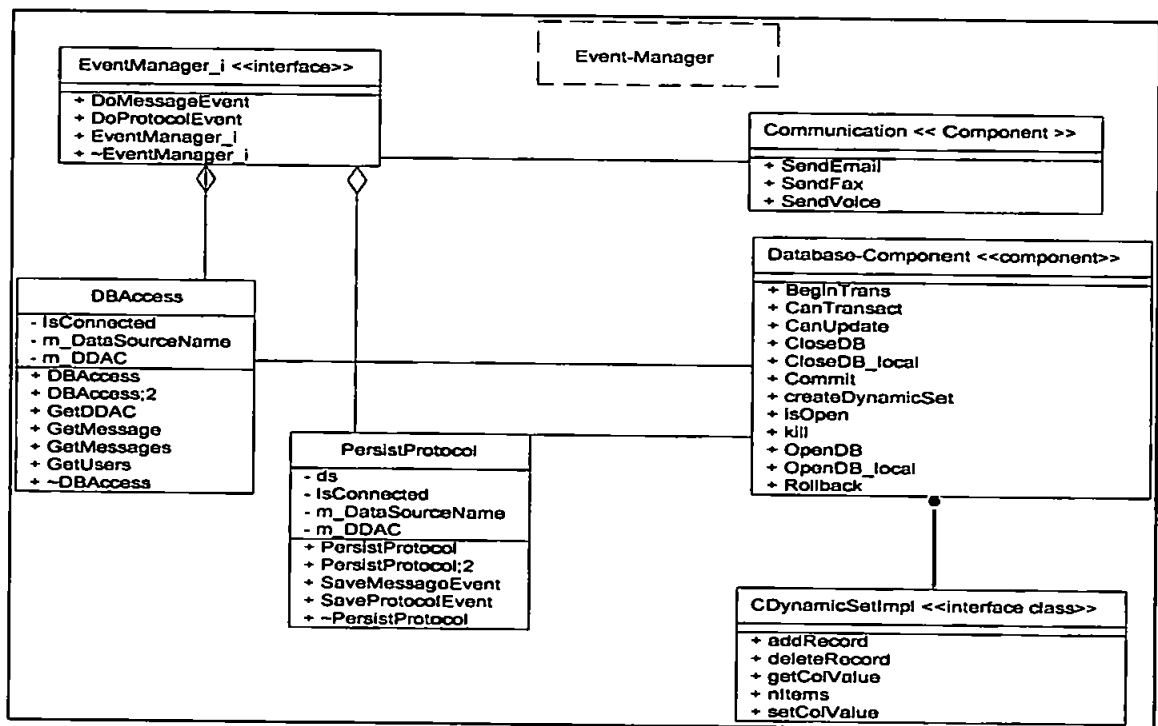 Event-Manager
EventManager_i <<interface>>
+ DoMessageEvent
+ DoProtocolEvent
+ EventManager_i
+ ~EventManager_i
Communication << Component >>
+ SendEmail
+ SendFax
+ SendVoice
Database-Component <<component>>
+ BeginTrans
+ CanTransact
+ CanUpdate
+ CloseDB
+ CloseDB_local
+ Commit
+ createDynamicSet
+ isOpen
+ kill
+ OpenDB
+ OpenDB_local
+ Rollback
DBAccess
- IsConnected
- m_DataSourceName
- m_DDAC
+ DBAccess
+ DBAccess;2
+ GetDDAC
+ GetMessage
+ GetMessages
+ GetUsers
+ ~DBAccess
PersistProtocol
- ds
- IsConnected
- m_DataSourceName
- m_DDAC
+ PersistProtocol
+ PersistProtocol;2
+ SaveMessageEvent
+ SaveProtocolEvent
+ ~PersistProtocol
CDynamicSetImpl <<interface class>>
+ addRecord
+ deleteRecord
+ getColValue
+ nItems
+ setColValue